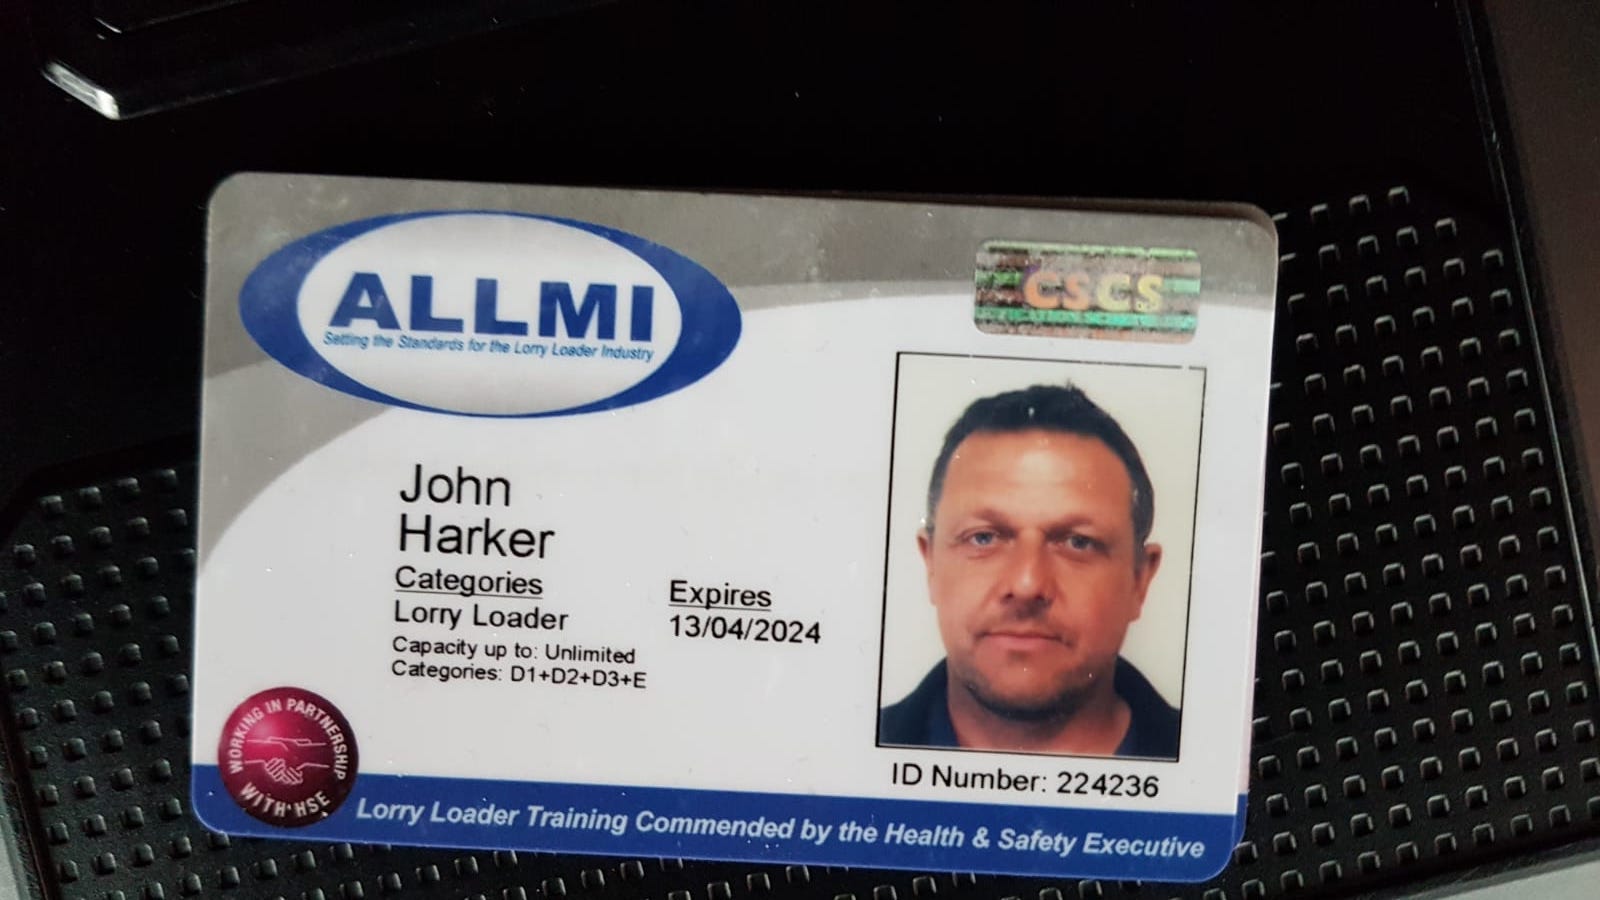 ALLMI
Setting the Standards for the Lorry Loader Industry
CSCS
John
Harker
Categories
Lorry Loader
Capacity up to: Unlimited
Categories: D1+D2+D3+E
Expires
13/04/2024
ID Number: 224236
WORKING IN PARTNERSHIP
WITH HSE
Lorry Loader Training Commended by the Health & Safety Executive